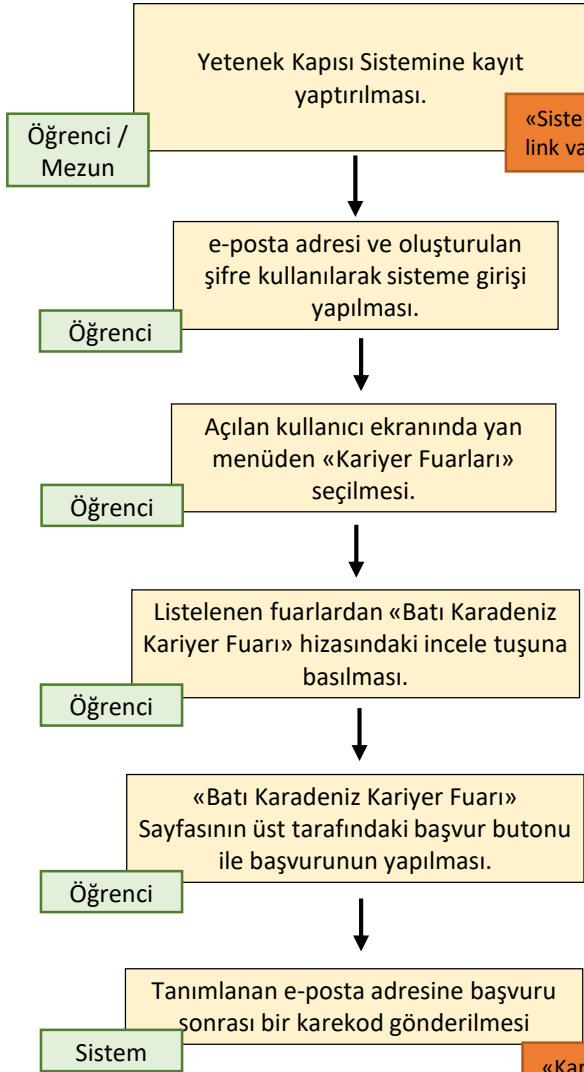 Yetenek Kapısı Sistemine kayıt
yaptırılması.
Öğrenci /
Mezun
link
e-posta adresi ve oluşturulan
şifre kullanılarak sisteme girişi
yapılması.
Öğrenci
Açılan kullanıcı ekranında yan
menüden «Kariyer Fuarları»
seçilmesi.
Öğrenci
Listelenen fuarlardan «Batı Karadeniz
Kariyer Fuarı» hizasındaki incele tuşuna
basılması.
Öğrenci
«Batı Karadeniz Kariyer Fuarı»
Sayfasının üst tarafındaki başvur butonu
ile başvurunun yapılması.
Öğrenci
Tanımlanan e-posta adresine başvuru
sonrası bir karekod gönderilmesi
Sistem